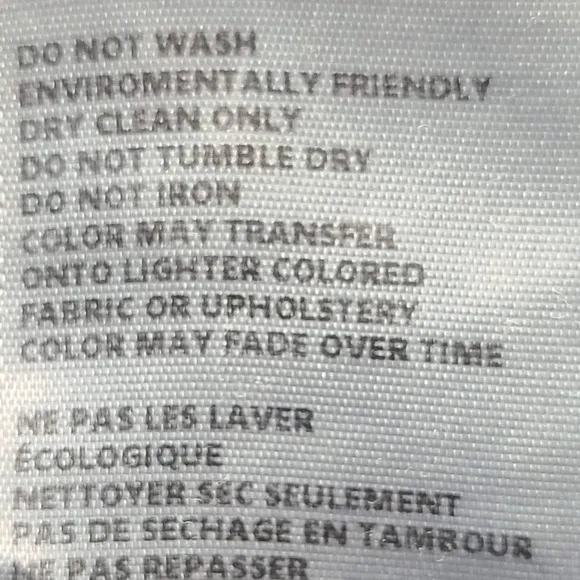 DO NOT WASH
ENVIROMENTALLY FRIENDLY
DRY CLEAN ONLY
DO NOT TUMBLE DRY
DO NOT IRON
COLOR MAY TRANSFER
ONTO LIGHTER COLORED
FABRIC OR UPHOLSTERY
COLOR MAY FADE OVER TIME
NE PAS LES LAVER
ÉCOLOGIQUE
NETTOYER SEC SEULEMENT
PAS DE SECHAGE EN TAMBOUR
NE PAS REPASSER